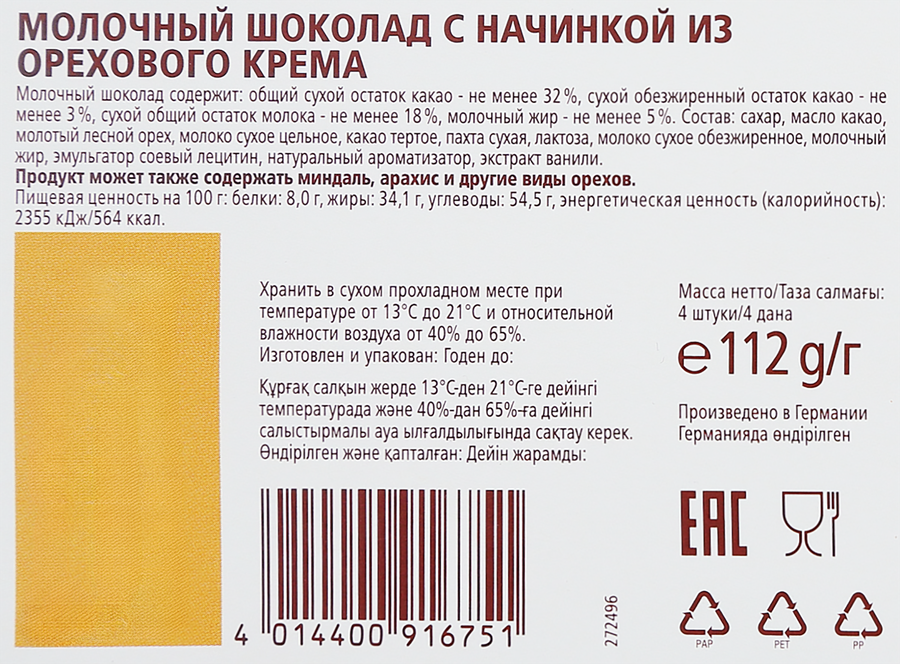 МОЛОЧНЫЙ ШОКОЛАД С НАЧИНКОЙ ИЗ
ОРЕХОВОГО КРЕМА
Молочный шоколад содержит: общий сухой остаток какао - не менее 32%, сухой обезжиренный остаток какао - не
менее 3%, сухой общий остаток молока - не менее 18%, молочный жир - не менее 5%. Состав: сахар, масло какао,
молотый лесной орех, молоко сухое цельное, какао тертое, пахта сухая, лактоза, молоко сухое обезжиренное, молочный
жир, эмульгатор соевый лецитин, натуральный ароматизатор, экстракт ванили.
Продукт может также содержать миндаль, арахис и другие виды орехов.
Пищевая ценность на 100 г: белки: 8,0 г, жиры: 34,1 г, углеводы: 54,5 г, энергетическая ценность (калорийность):
2355 кДж/564 ккал.
Хранить в сухом прохладном месте при
температуре от 13°C до 21°C и относительной
влажности воздуха от 40% до 65%.
Изготовлен и упакован: Годен до:
Құрғақ салқын жерде 13°C-ден 21°C-ге дейінгі
температурада және 40%-дан 65%-ға дейінгі
салыстырмалы ауа ылғалдылығында сақтау керек.
Өндірілген және қапталған: Дейін жарамды:
Масса нетто/Таза салмағы:
4 штуки/4 дана
℮112 g/г
Произведено в Германии
Германияда өндірілген
EAC
4 014400 916751
272496
PAP
PET
PP